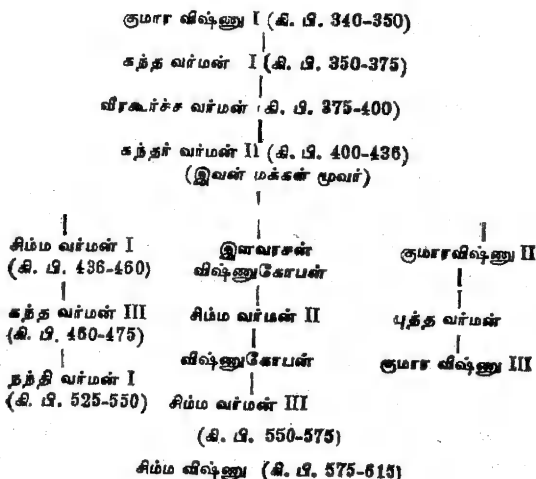 குமார விஷ்ணு I (கி. பி. 340-350)
கந்த வர்மன் I (கி. பி. 350-375)
வீரகூர்ச்ச வர்மன் (கி. பி. 375-400)
கந்தர் வர்மன் II (கி. பி. 400-436)
(இவன் மக்கள் மூவர்)
சிம்ம வர்மன் I
(கி. பி. 436-460)
கந்த வர்மன் III
(கி. பி. 460-475)
நந்தி வர்மன் I
(கி. பி. 525-550)
இளவரசன்
விஷ்ணுகோபன்
சிம்ம வர்மன் II
விஷ்ணுகோபன்
சிம்ம வர்மன் III
(கி. பி. 550-575)
சிம்ம விஷ்ணு (கி. பி. 575-615)
குமாரவிஷ்ணு II
புத்த வர்மன்
குமார விஷ்ணு III